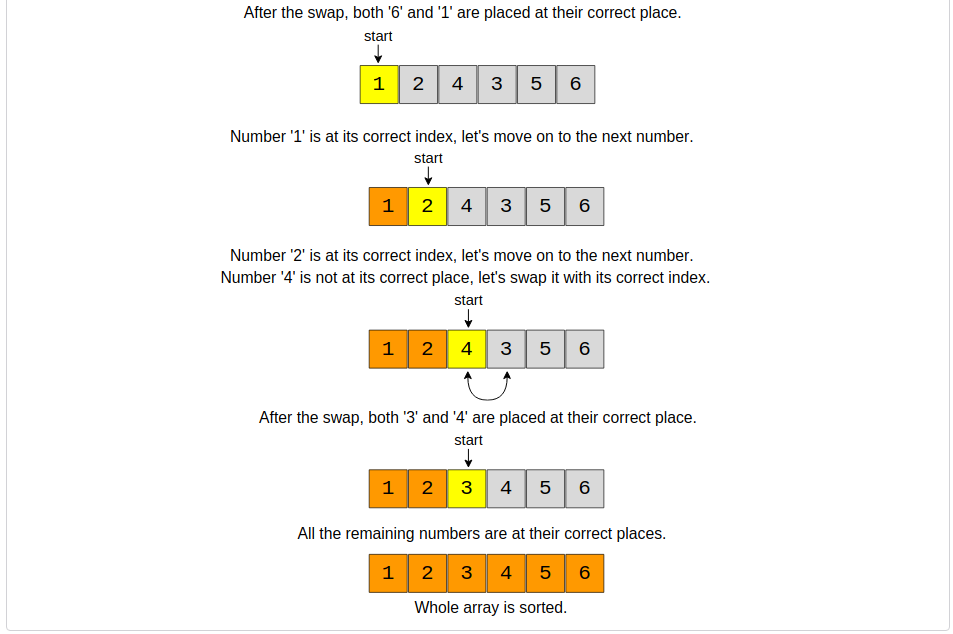 After the swap, both '6' and '1' are placed at their correct place.
start
1 2 4 3 5 6
Number '1' is at its correct index, let's move on to the next number.
start
1 2 4 3 5 6
Number '2' is at its correct index, let's move on to the next number.
Number '4' is not at its correct place, let's swap it with its correct index.
start
1 2 4 3 5 6
After the swap, both '3' and '4' are placed at their correct place.
start
1 2 3 4 5 6
All the remaining numbers are at their correct places.
1 2 3 4 5 6
Whole array is sorted.